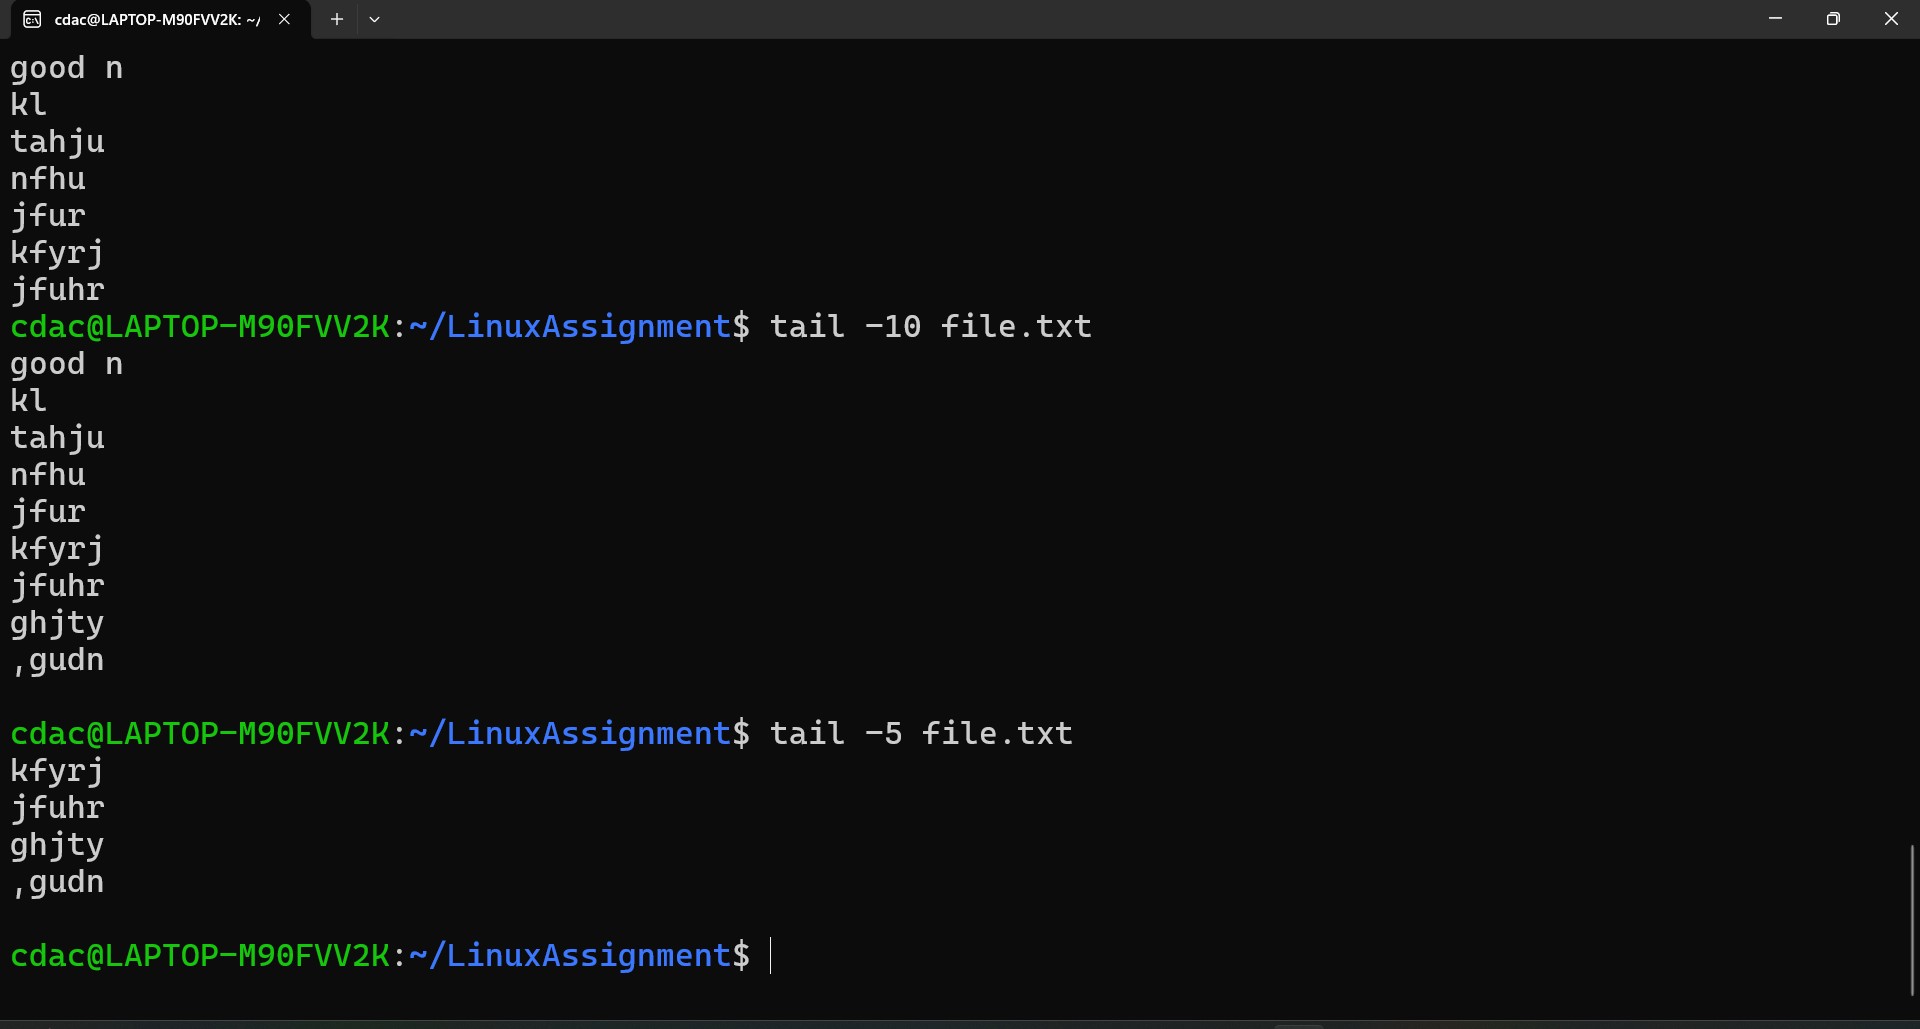 cdac@LAPTOP-M90FVV2K: ~/
good n
kl
tahju
nfhu
jfur
kfyrj
jfuhr
cdac@LAPTOP-M90FVV2K:~/LinuxAssignment$ tail -10 file.txt
good n
kl
tahju
nfhu
jfur
kfyrj
jfuhr
ghjty
,gudn

cdac@LAPTOP-M90FVV2K:~/LinuxAssignment$ tail -5 file.txt
kfyrj
jfuhr
ghjty
,gudn

cdac@LAPTOP-M90FVV2K:~/LinuxAssignment$